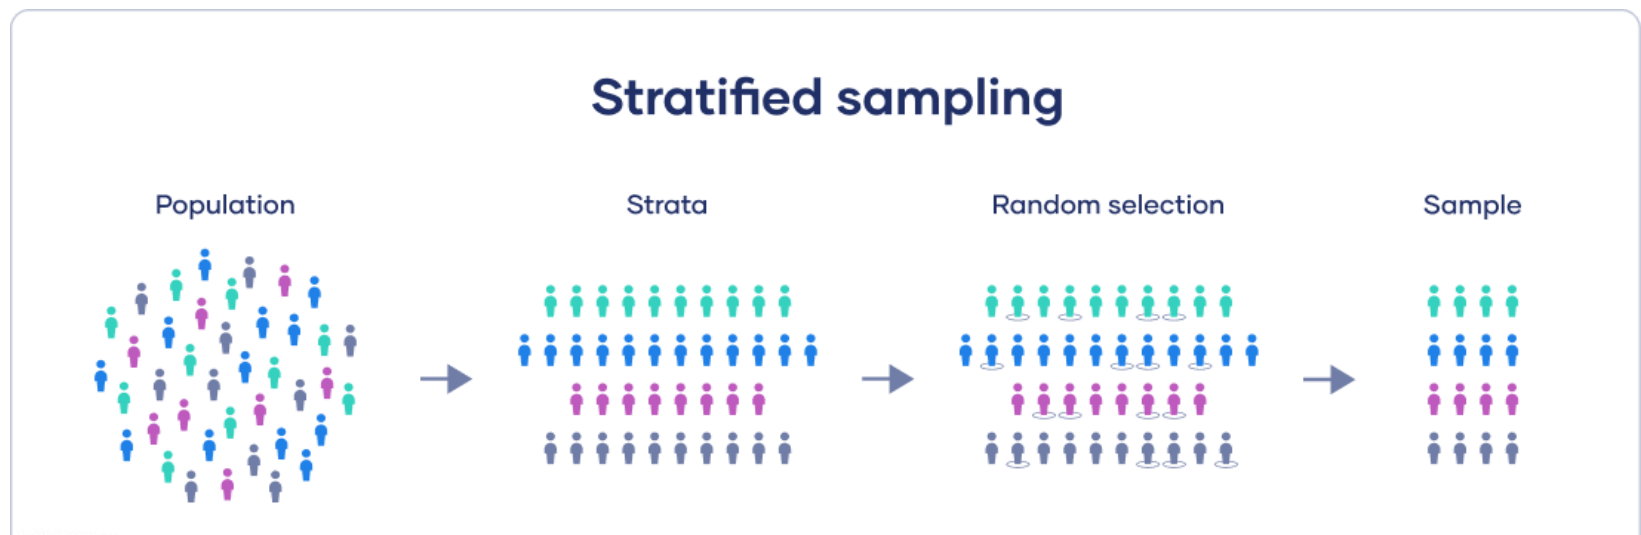 Stratified sampling
Population
Strata
Random selection
Sample